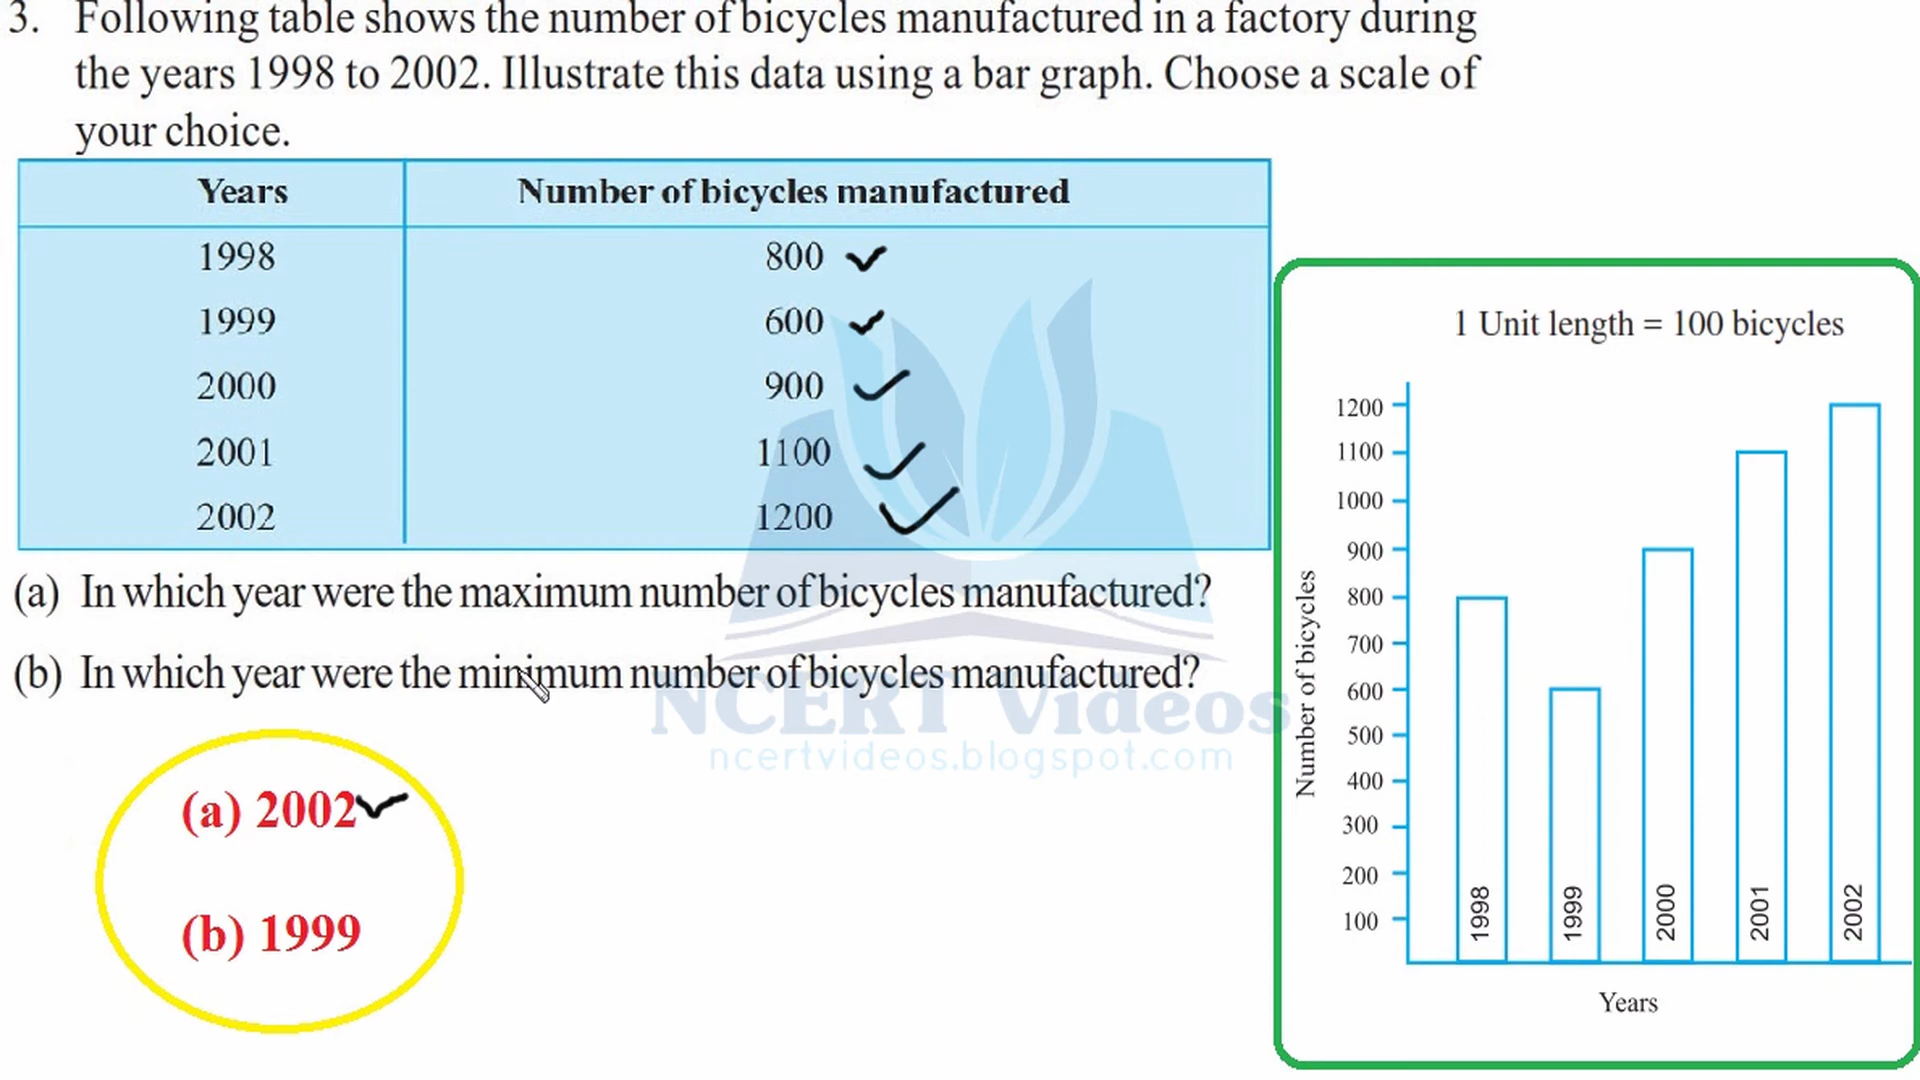 3. Following table shows the number of bicycles manufactured in a factory during
the years 1998 to 2002. Illustrate this data using a bar graph. Choose a scale of
your choice.
Years Number of bicycles manufactured
1998 800
1999 600
2000 900
2001 1100
2002 1200
(a) In which year were the maximum number of bicycles manufactured?
(b) In which year were the minimum number of bicycles manufactured?
NCERT Videos
ncertvideos.blogspot.com
(a) 2002
(b) 1999
1 Unit length = 100 bicycles
Number of bicycles
1200
1100
1000
900
800
700
600
500
400
300
200
100
1998 1999 2000 2001 2002
Years